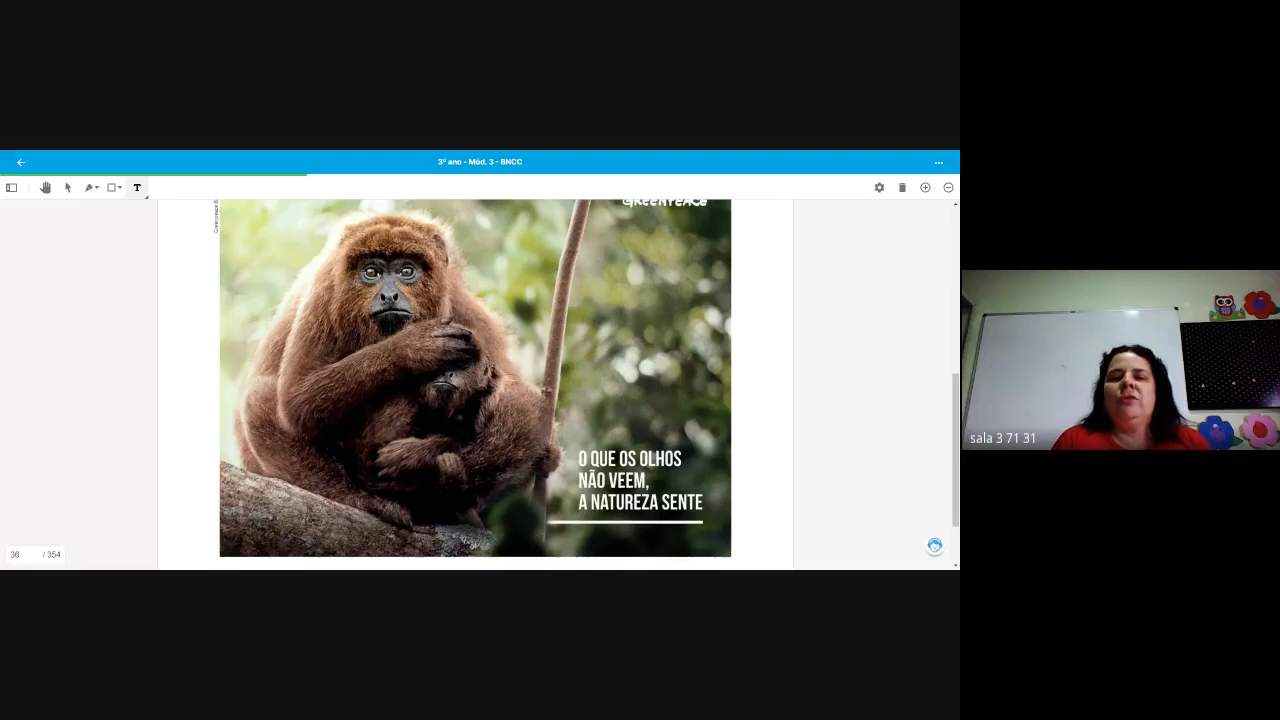 3º ano - Mód. 3 - BNCC
T
GREENPEACE
O QUE OS OLHOS
NÃO VEEM,
A NATUREZA SENTE
36 / 354
sala 3 71 31